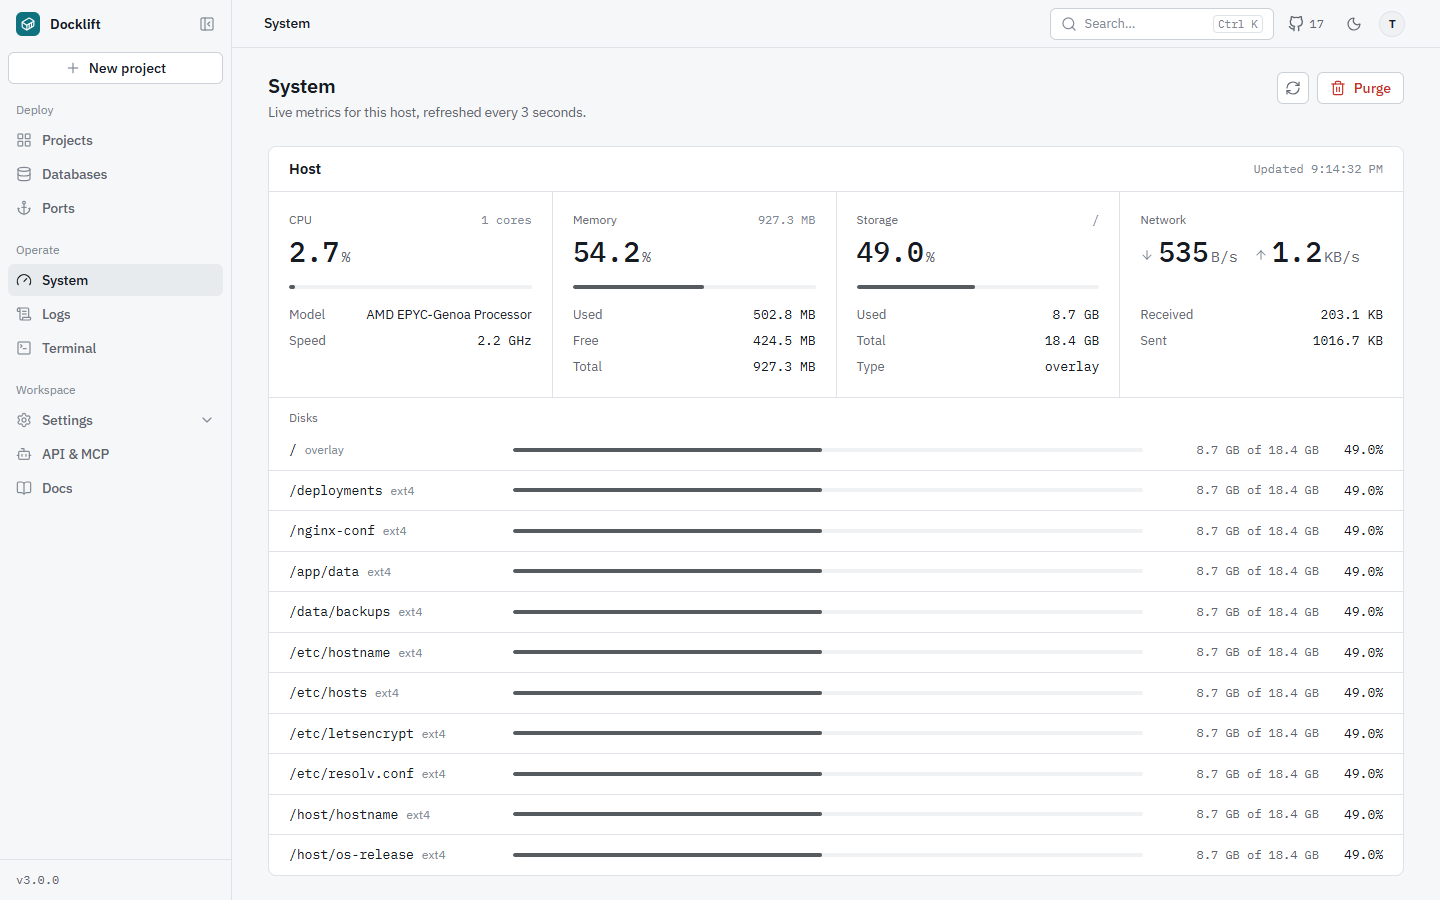 Docklift
New project
Deploy
Projects
Databases
Ports
Operate
System
Logs
Terminal
Workspace
Settings
API & MCP
Docs
v3.0.0
System
Search...
Ctrl K
17
T
System
Live metrics for this host, refreshed every 3 seconds.
Purge
Host
Updated 9:14:32 PM
CPU 1 cores
2.7%
Model AMD EPYC-Genoa Processor
Speed 2.2 GHz
Memory 927.3 MB
54.2%
Used 502.8 MB
Free 424.5 MB
Total 927.3 MB
Storage /
49.0%
Used 8.7 GB
Total 18.4 GB
Type overlay
Network
↓ 535 B/s ↑ 1.2 KB/s
Received 203.1 KB
Sent 1016.7 KB
Disks
/ overlay 8.7 GB of 18.4 GB 49.0%
/deployments ext4 8.7 GB of 18.4 GB 49.0%
/nginx-conf ext4 8.7 GB of 18.4 GB 49.0%
/app/data ext4 8.7 GB of 18.4 GB 49.0%
/data/backups ext4 8.7 GB of 18.4 GB 49.0%
/etc/hostname ext4 8.7 GB of 18.4 GB 49.0%
/etc/hosts ext4 8.7 GB of 18.4 GB 49.0%
/etc/letsencrypt ext4 8.7 GB of 18.4 GB 49.0%
/etc/resolv.conf ext4 8.7 GB of 18.4 GB 49.0%
/host/hostname ext4 8.7 GB of 18.4 GB 49.0%
/host/os-release ext4 8.7 GB of 18.4 GB 49.0%